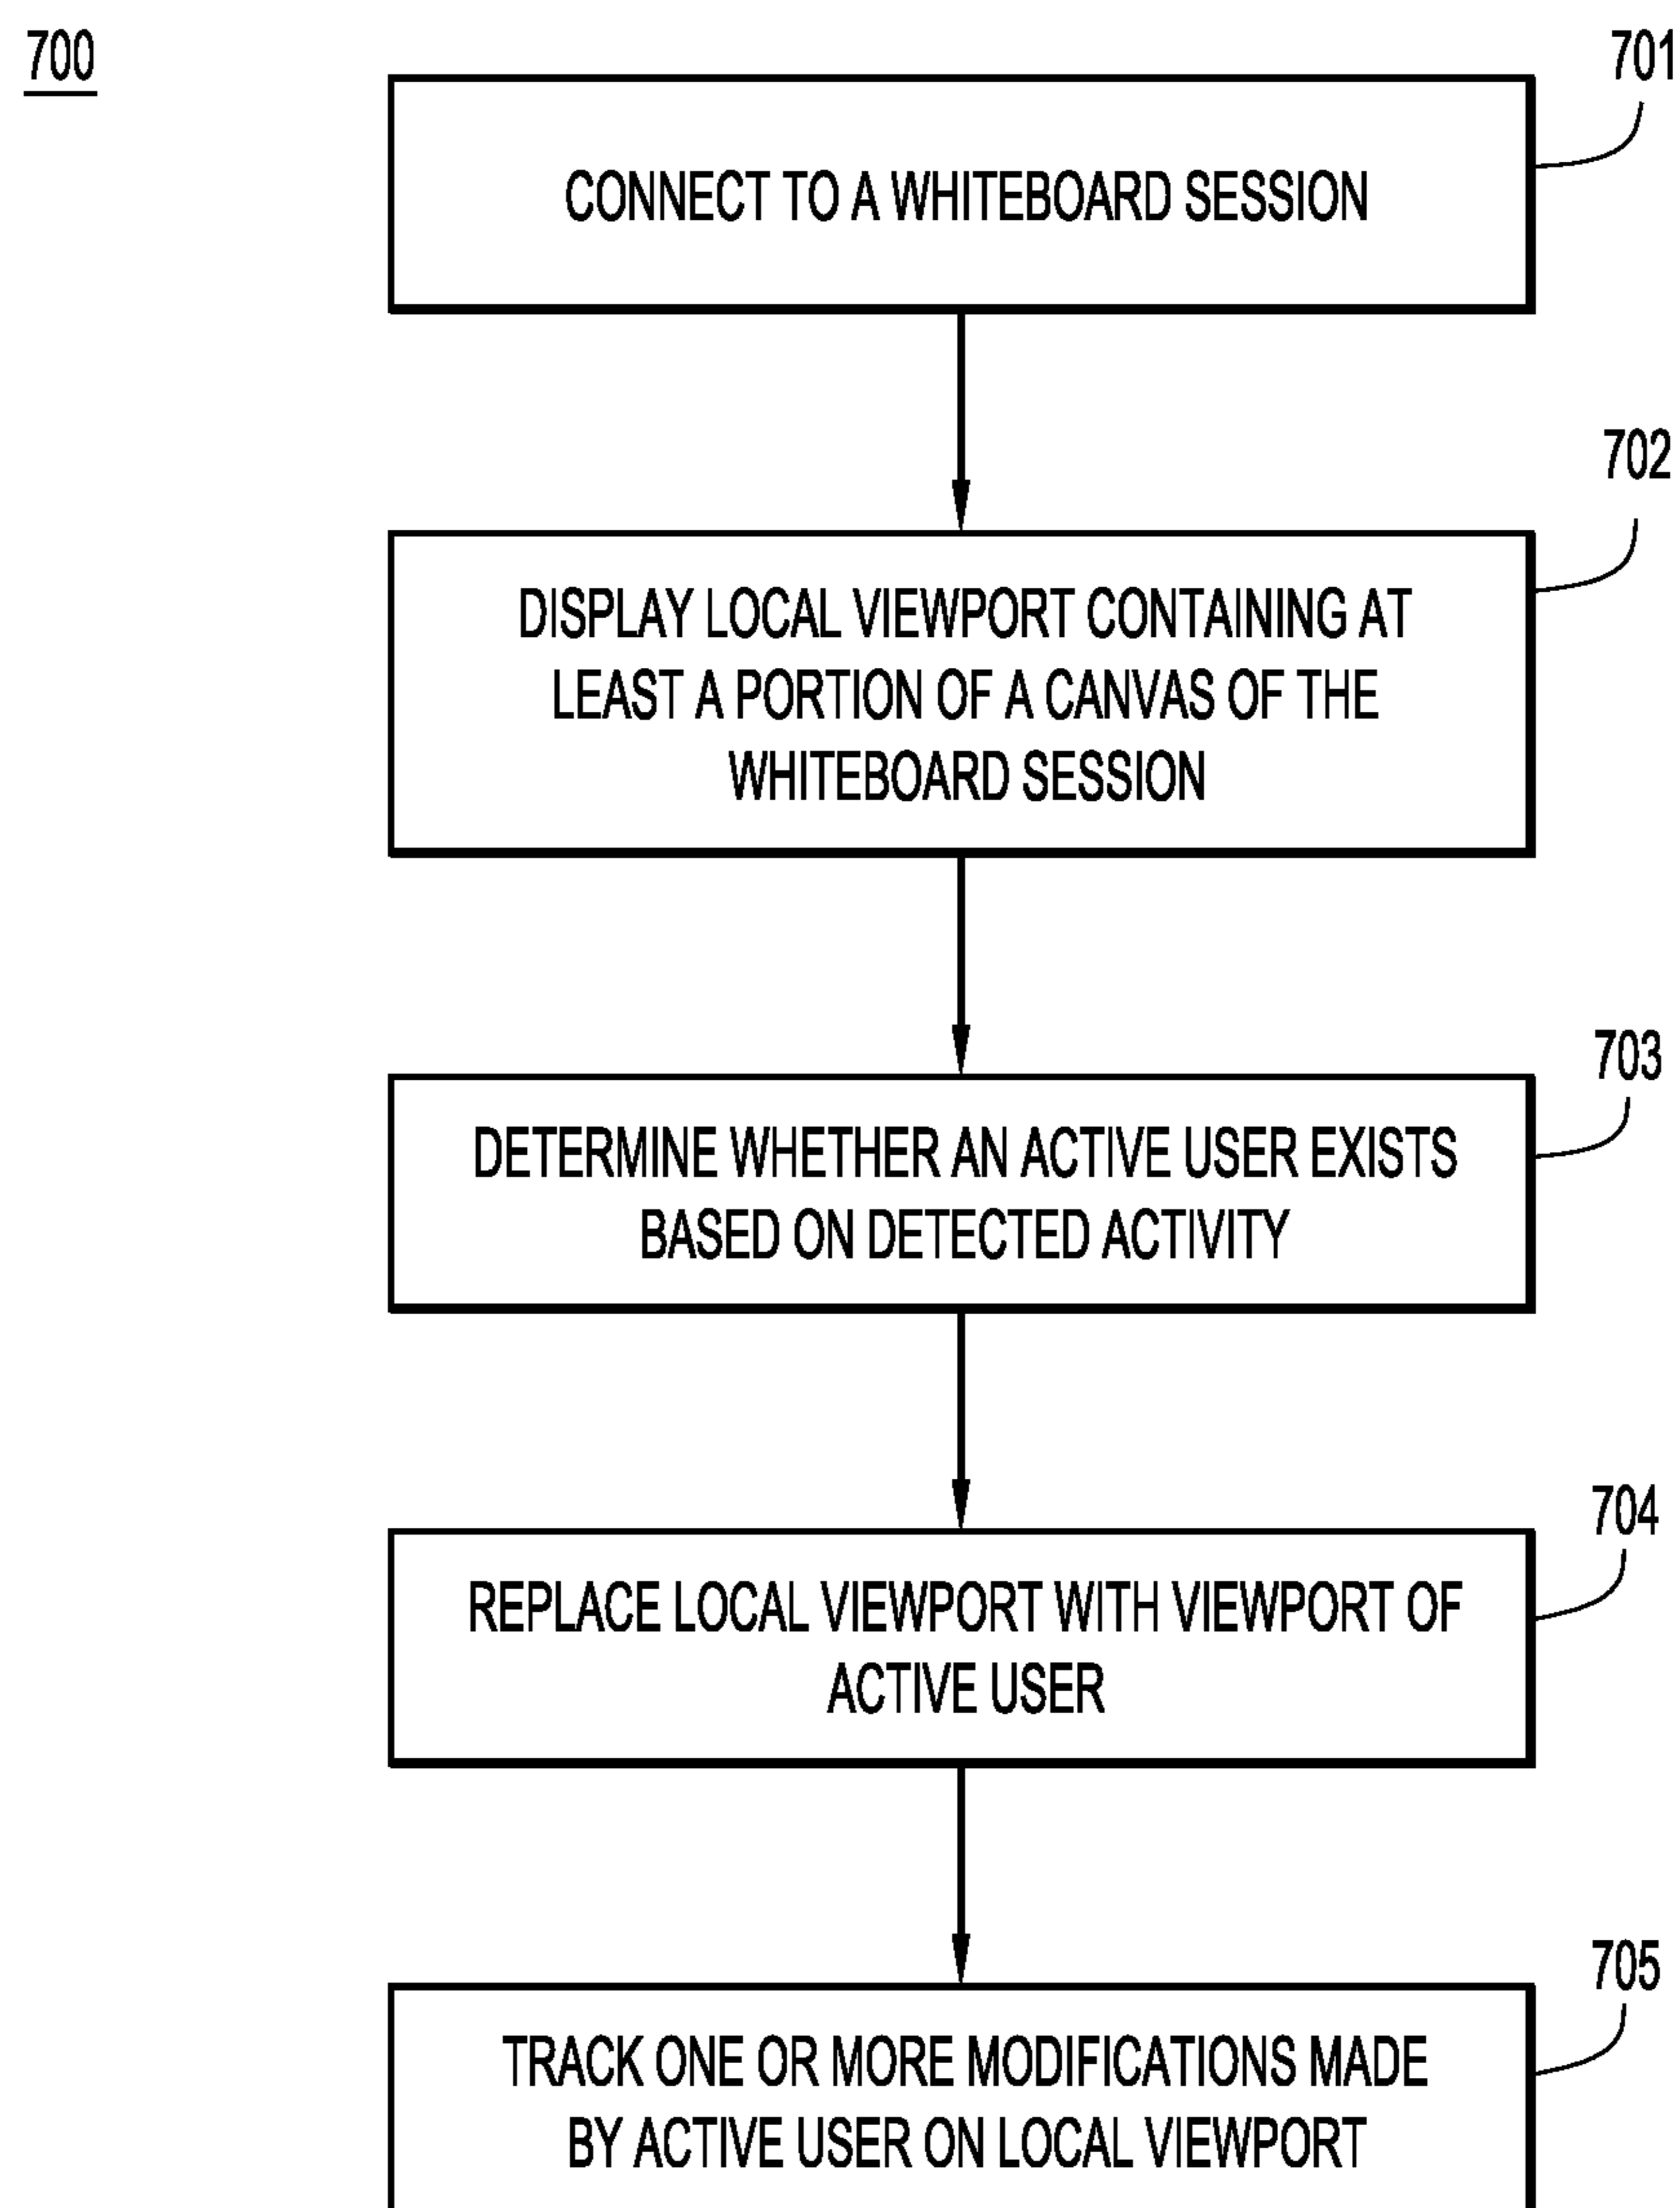 700
701
CONNECT TO A WHITEBOARD SESSION
702
DISPLAY LOCAL VIEWPORT CONTAINING AT
LEAST A PORTION OF A CANVAS OF THE
WHITEBOARD SESSION
703
DETERMINE WHETHER AN ACTIVE USER EXISTS
BASED ON DETECTED ACTIVITY
704
REPLACE LOCAL VIEWPORT WITH VIEWPORT OF
ACTIVE USER
705
TRACK ONE OR MORE MODIFICATIONS MADE
BY ACTIVE USER ON LOCAL VIEWPORT